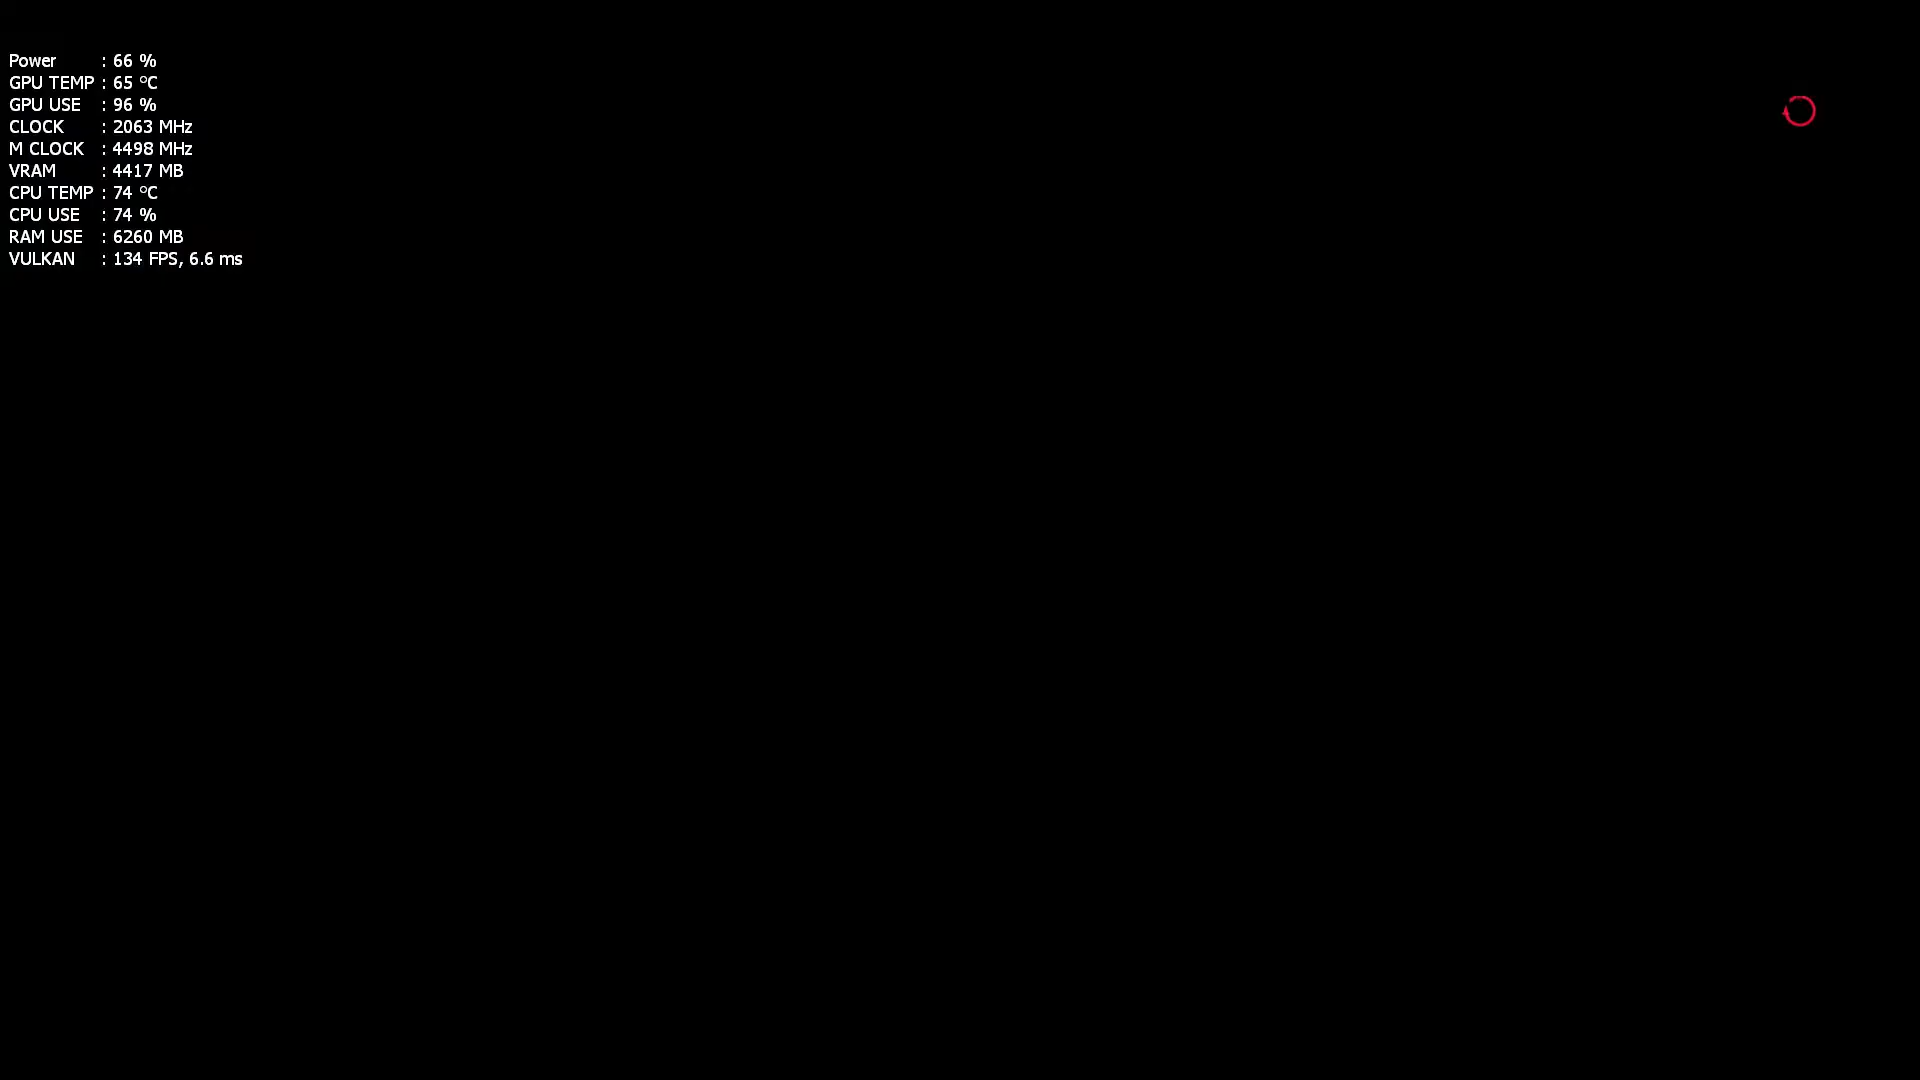 Power : 66 %
GPU TEMP : 65 °C
GPU USE : 96 %
CLOCK : 2063 MHz
M CLOCK : 4498 MHz
VRAM : 4417 MB
CPU TEMP : 74 °C
CPU USE : 74 %
RAM USE : 6260 MB
VULKAN : 134 FPS, 6.6 ms